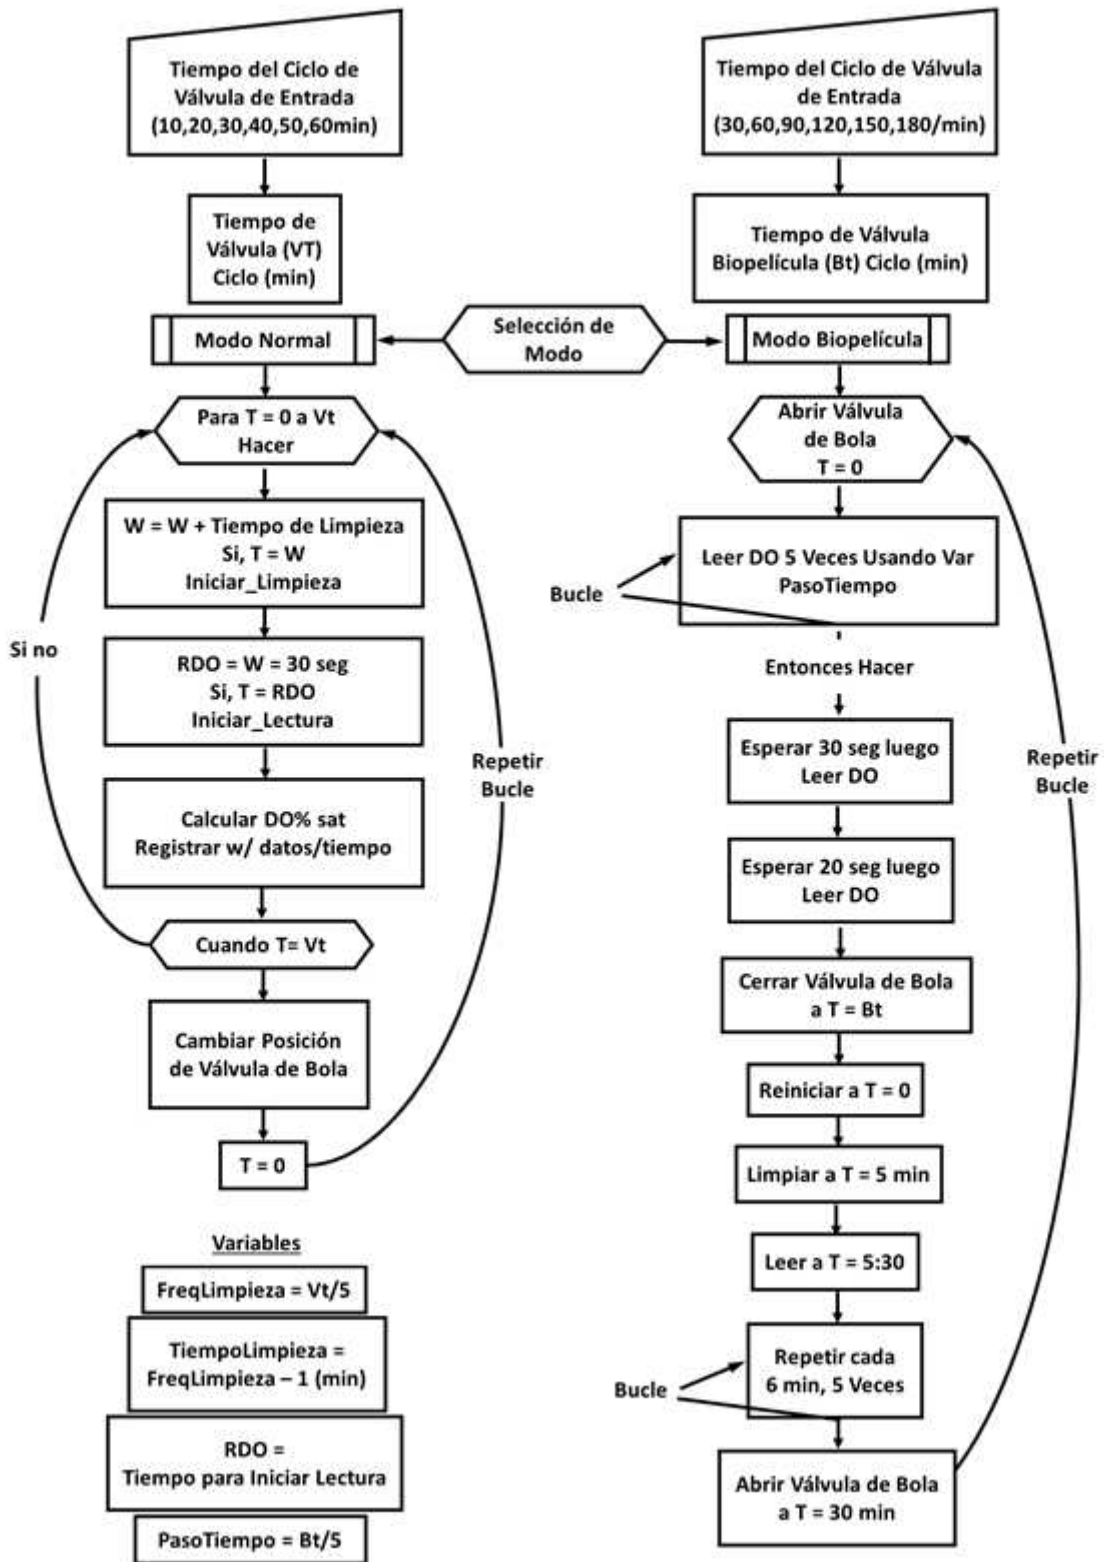 Tiempo del Ciclo de
Válvula de Entrada
(10,20,30,40,50,60min)
Tiempo de
Válvula (VT)
Ciclo (min)
Modo Normal
Selección de
Modo
Para T = 0 a Vt
Hacer
W = W + Tiempo de Limpieza
Si, T = W
Iniciar_Limpieza
Si no
RDO = W = 30 seg
Si, T = RDO
Iniciar_Lectura
Repetir
Bucle
Calcular DO% sat
Registrar w/ datos/tiempo
Cuando T= Vt
Cambiar Posición
de Válvula de Bola
T = 0
Variables
FreqLimpieza = Vt/5
TiempoLimpieza =
FreqLimpieza – 1 (min)
RDO =
Tiempo para Iniciar Lectura
PasoTiempo = Bt/5
Tiempo del Ciclo de Válvula
de Entrada
(30,60,90,120,150,180/min)
Tiempo de Válvula
Biopelícula (Bt) Ciclo (min)
Modo Biopelícula
Abrir Válvula
de Bola
T = 0
Leer DO 5 Veces Usando Var
PasoTiempo
Bucle
Entonces Hacer
Esperar 30 seg luego
Leer DO
Repetir
Bucle
Esperar 20 seg luego
Leer DO
Cerrar Válvula de Bola
a T = Bt
Reiniciar a T = 0
Limpiar a T = 5 min
Leer a T = 5:30
Repetir cada
6 min, 5 Veces
Bucle
Abrir Válvula de Bola
a T = 30 min